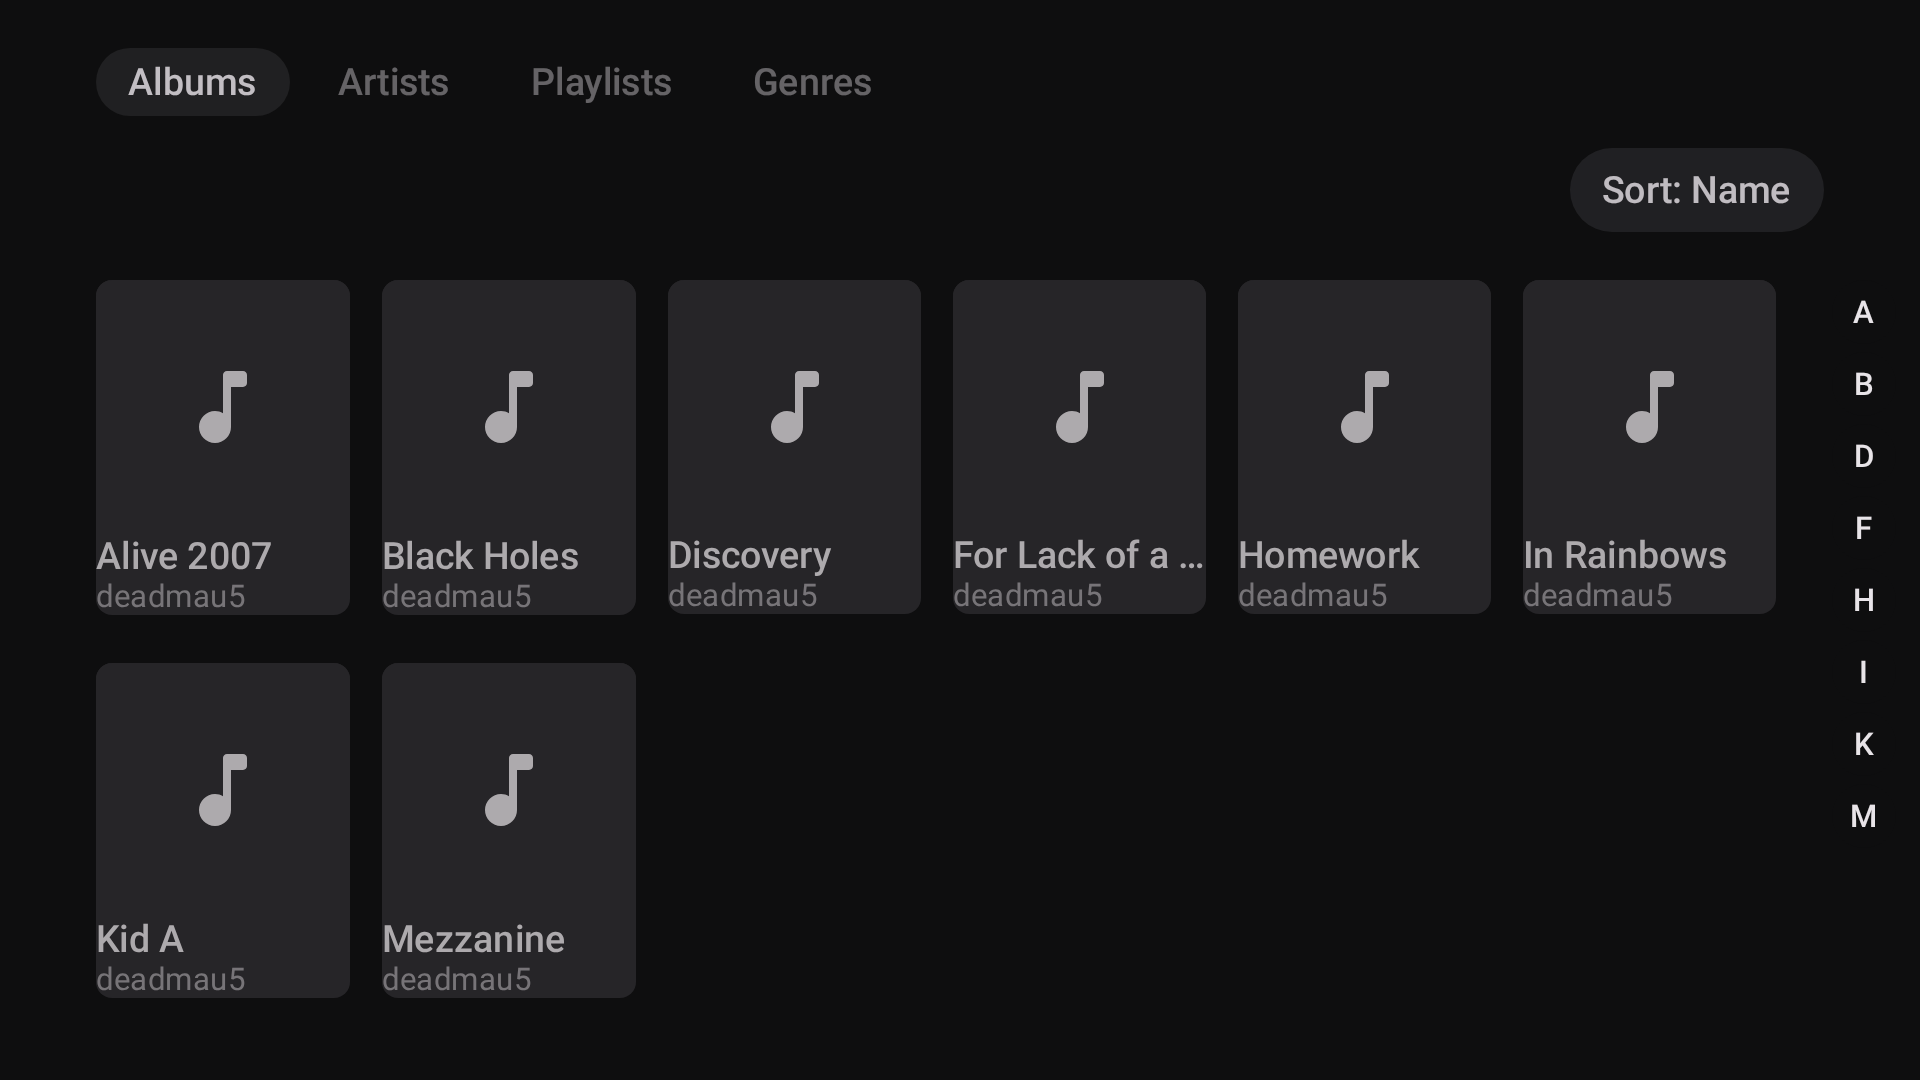 Albums Artists Playlists Genres
Sort: Name
Alive 2007
deadmau5
Black Holes
deadmau5
Discovery
deadmau5
For Lack of a ...
deadmau5
Homework
deadmau5
In Rainbows
deadmau5
Kid A
deadmau5
Mezzanine
deadmau5
A
B
D
F
H
I
K
M